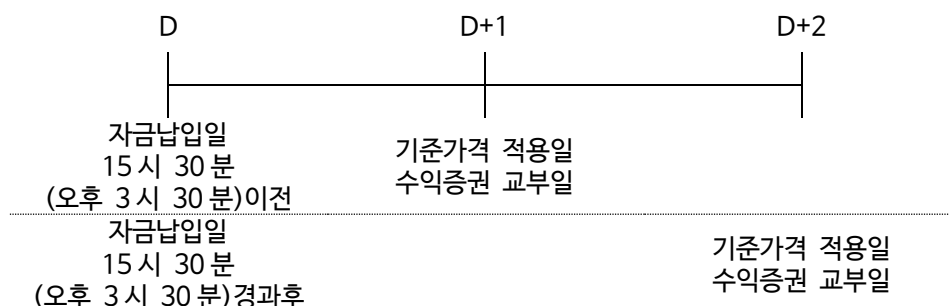 D D+1 D+2
자금납입일
15시 30분
(오후 3시 30분)이전
기준가격 적용일
수익증권 교부일
자금납입일
15시 30분
(오후 3시 30분)경과후
기준가격 적용일
수익증권 교부일